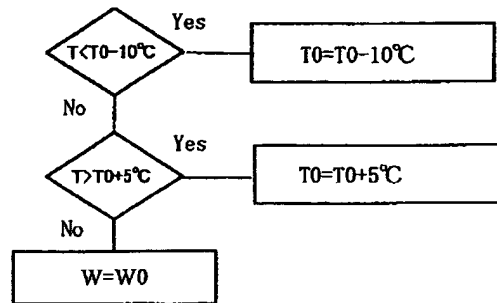 Yes
T<T0-10℃
T0=T0-10℃
No
Yes
T>T0+5℃
T0=T0+5℃
No
W=W0